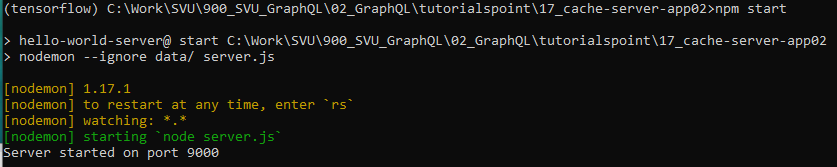 (tensorflow) C:\Work\SVU\900_SVU_GraphQL\02_GraphQL\tutorialspoint\17_cache-server-app02>npm start
> hello-world-server@ start C:\Work\SVU\900_SVU_GraphQL\02_GraphQL\tutorialspoint\17_cache-server-app02
> nodemon --ignore data/ server.js
[nodemon] 1.17.1
[nodemon] to restart at any time, enter `rs`
[nodemon] watching: *.*
[nodemon] starting `node server.js`
Server started on port 9000